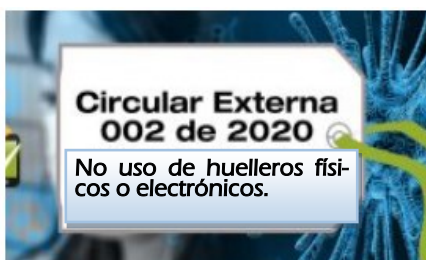 Circular Externa
002 de 2020
No uso de huelleros físi-
cos o electrónicos.